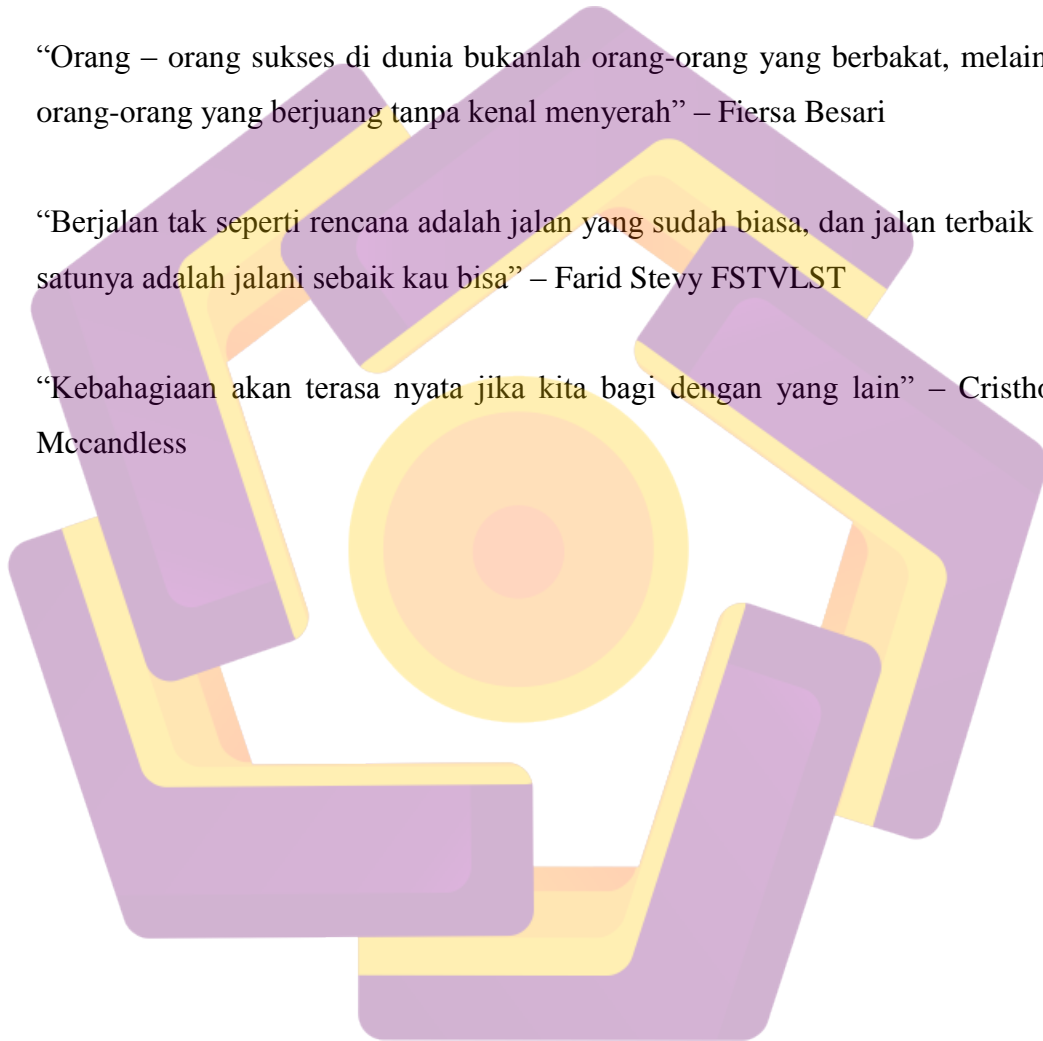 “Orang – orang sukses di dunia bukanlah orang-orang yang berbakat, melain
orang-orang yang berjuang tanpa kenal menyerah” – Fiersa Besari
“Berjalan tak seperti rencana adalah jalan yang sudah biasa, dan jalan terbaik
satunya adalah jalani sebaik kau bisa” – Farid Stevy FSTVLST
“Kebahagiaan akan terasa nyata jika kita bagi dengan yang lain” – Cristho
Mccandless